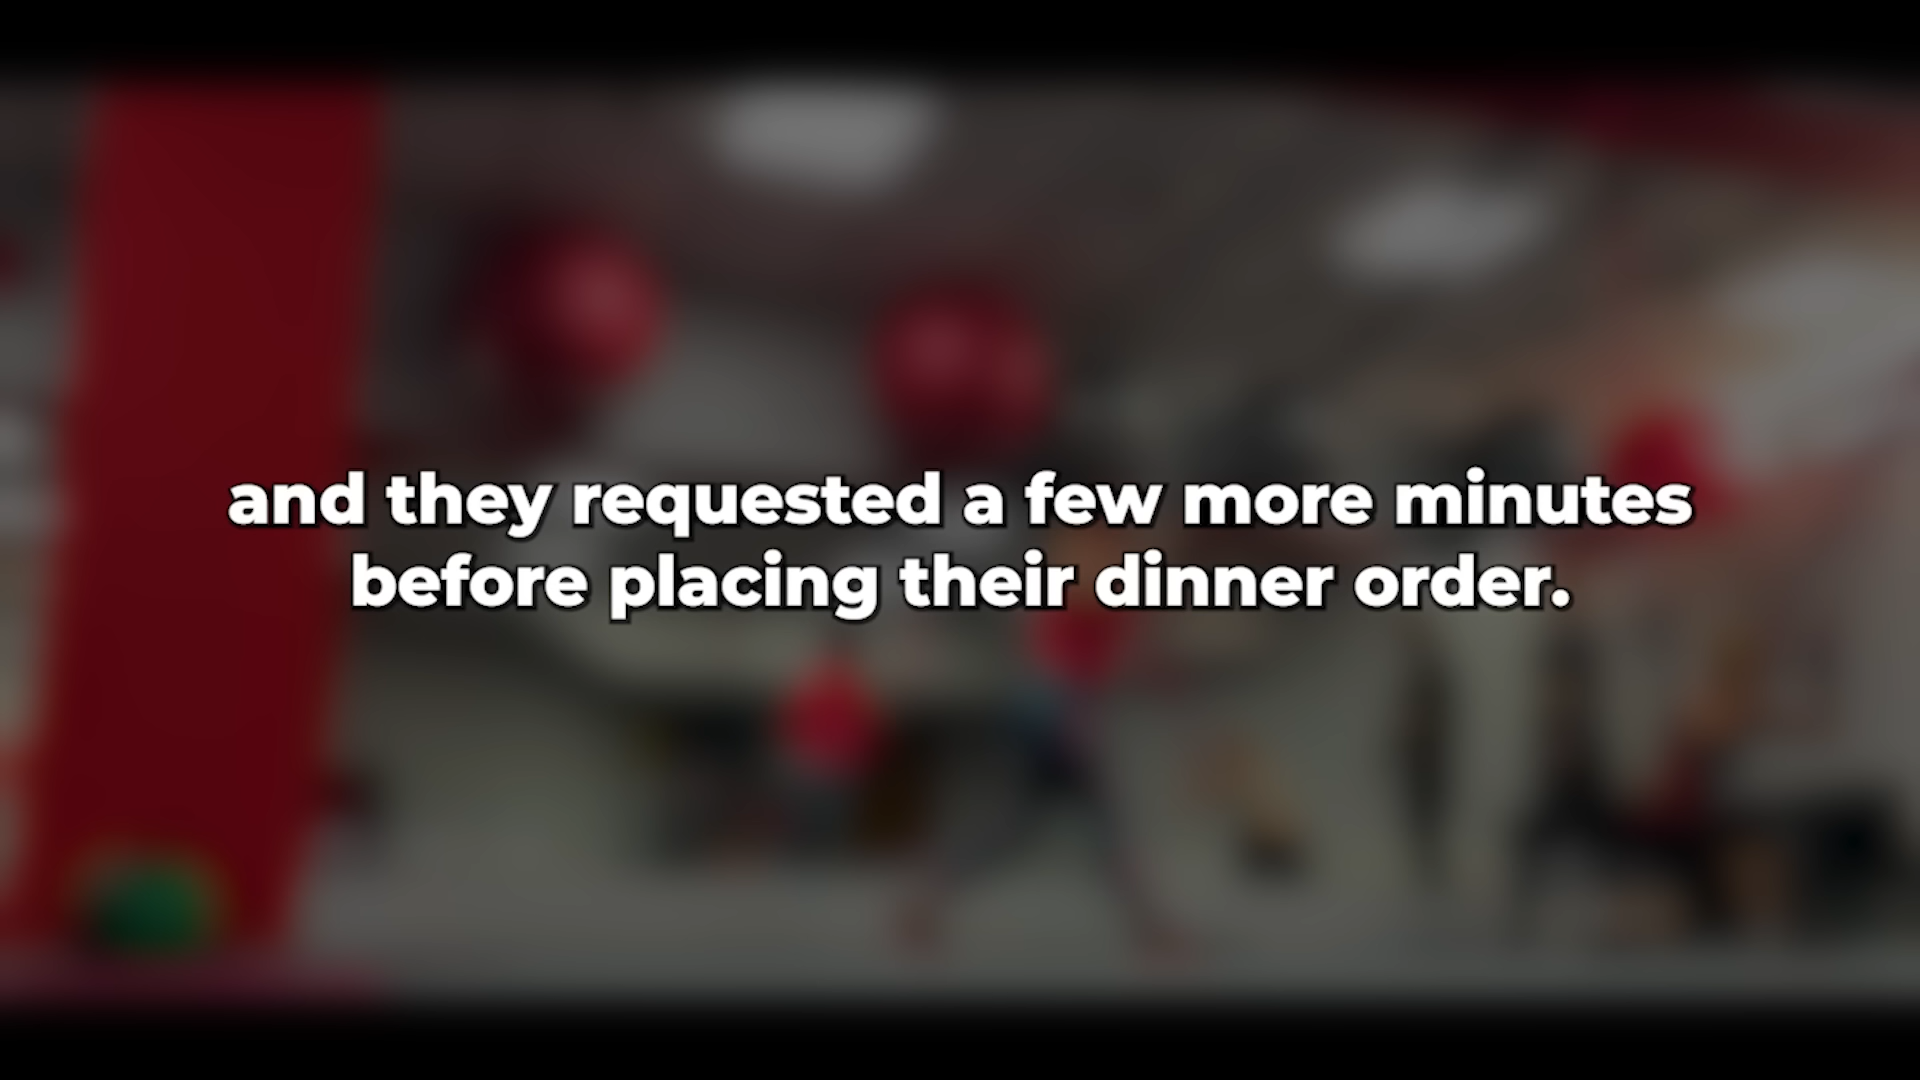 and they requested a few more minutes
before placing their dinner order.